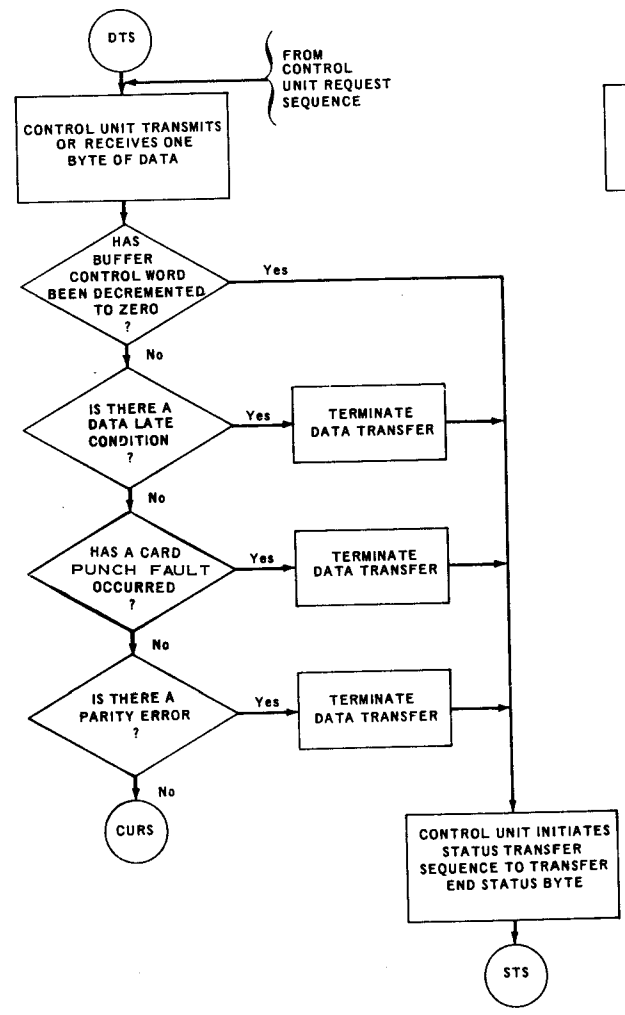 DTS
FROM
CONTROL
UNIT REQUEST
SEQUENCE
CONTROL UNIT TRANSMITS
OR RECEIVES ONE
BYTE OF DATA
HAS
BUFFER
CONTROL WORD
BEEN DECREMENTED
TO ZERO
?
Yes
No
IS THERE A
DATA LATE
CONDITION
?
Yes
TERMINATE
DATA TRANSFER
No
HAS A CARD
PUNCH FAULT
OCCURRED
?
Yes
TERMINATE
DATA TRANSFER
No
IS THERE A
PARITY ERROR
?
Yes
TERMINATE
DATA TRANSFER
No
CURS
CONTROL UNIT INITIATES
STATUS TRANSFER
SEQUENCE TO TRANSFER
END STATUS BYTE
STS